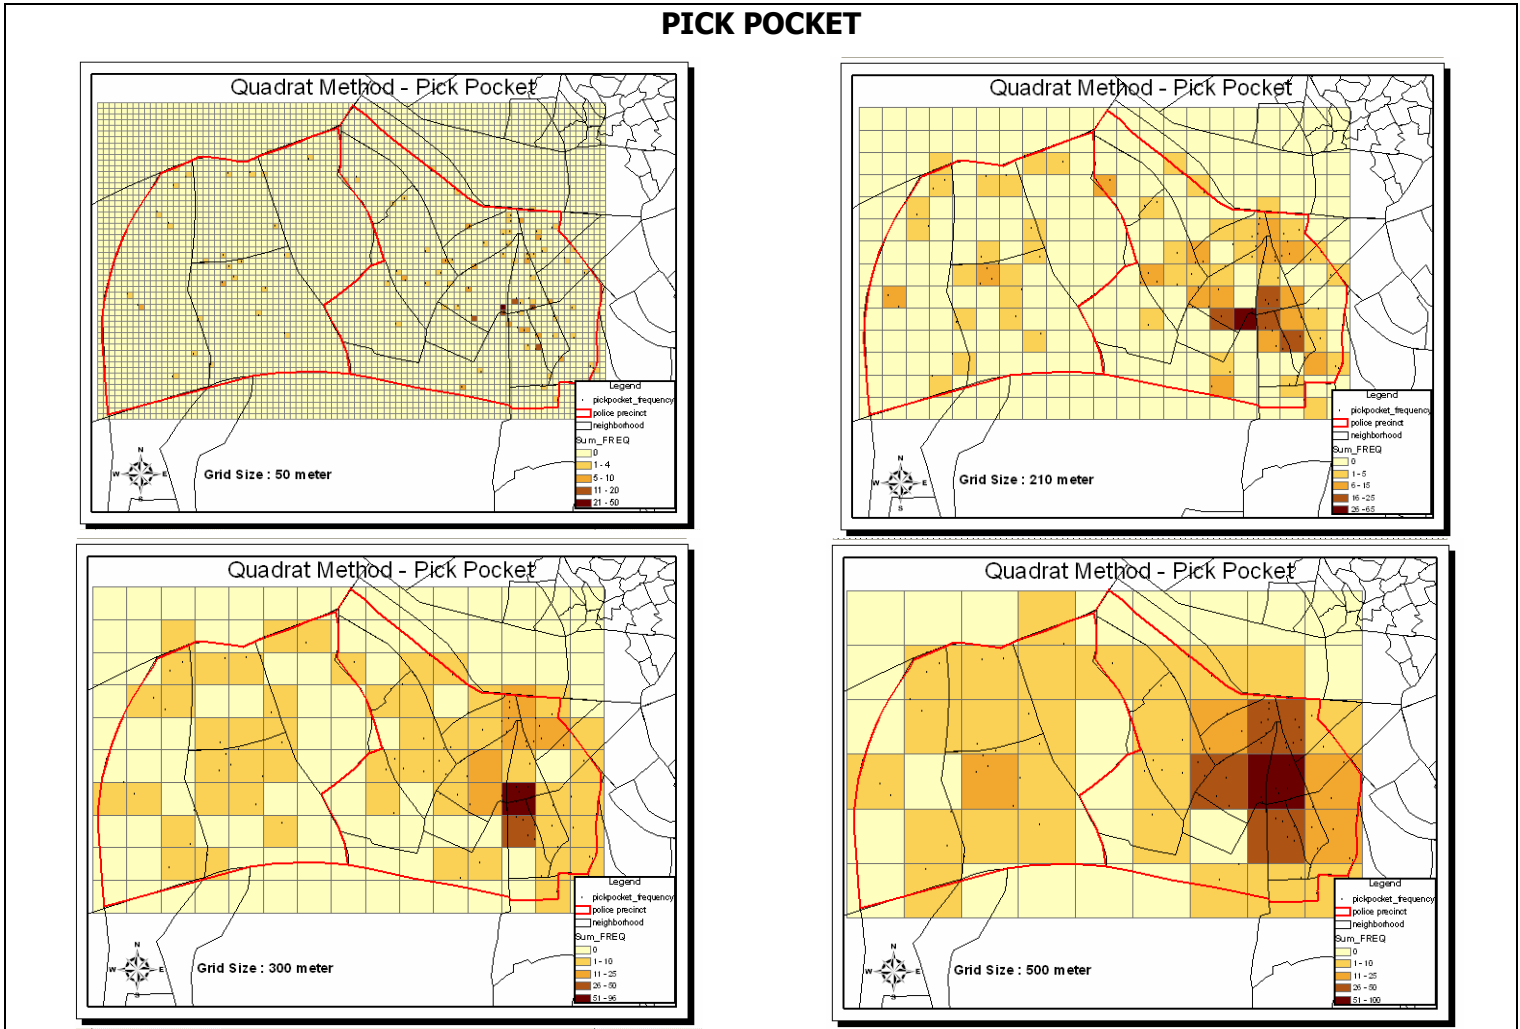 PICK POCKET
Quadrat Method - Pick Pocket
Legend
pickpocket_frequency
police precinct
neighborhood
Sum_FREQ
0
1 - 4
5 - 10
11 - 20
21 - 50
N
W E
S
Grid Size : 50 meter
Quadrat Method - Pick Pocket
Legend
pickpocket_frequency
police precinct
neighborhood
Sum_FREQ
0
1 - 5
6 - 15
16 - 25
26 - 65
N
W E
S
Grid Size : 210 meter
Quadrat Method - Pick Pocket
Legend
pickpocket_frequency
police precinct
neighborhood
Sum_FREQ
0
1 - 10
11 - 25
26 - 50
51 - 96
N
W E
S
Grid Size : 300 meter
Quadrat Method - Pick Pocket
Legend
pickpocket_frequency
police precinct
neighborhood
Sum_FREQ
0
1 - 10
11 - 25
26 - 50
51 - 100
N
W E
S
Grid Size : 500 meter